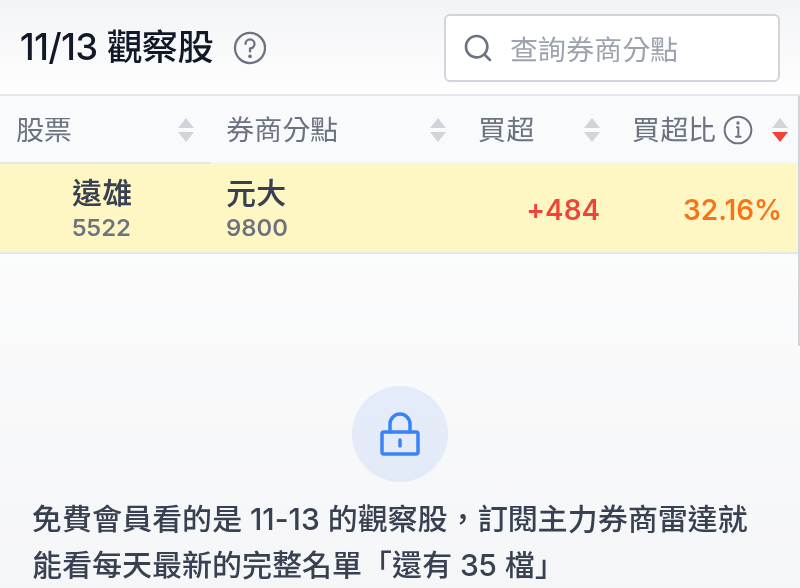 11/13 觀察股
查詢券商分點
股票 券商分點 買超 買超比
遠雄 元大 +484 32.16%
5522 9800
免費會員看的是 11-13 的觀察股，訂閱主力券商雷達就
能看每天最新的完整名單「還有 35 檔」